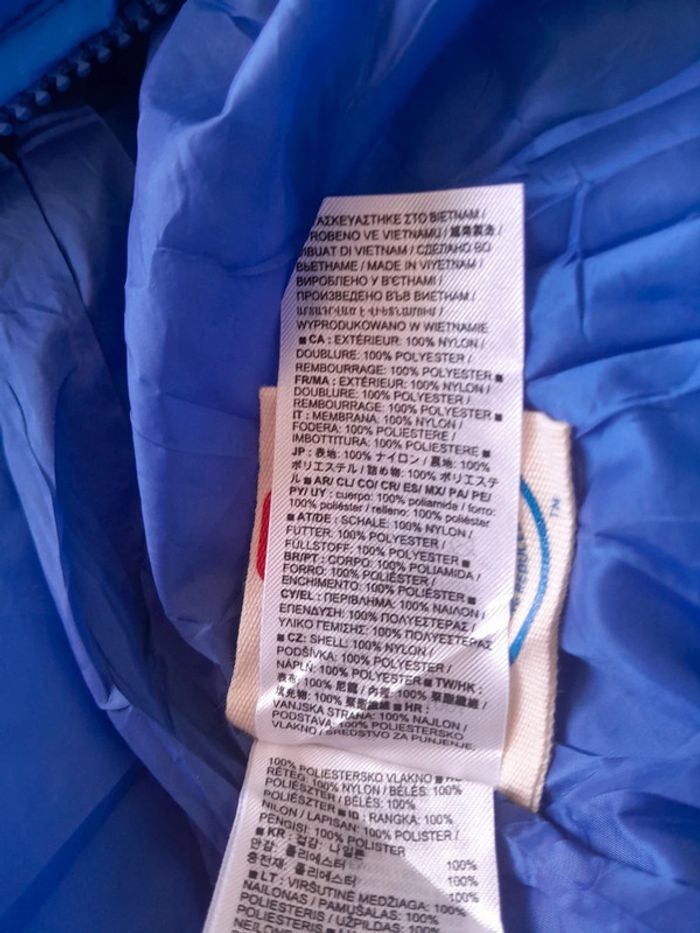 ΑΣΚΕΥΑΣΤΗΚΕ ΣΤΟ ΒΙΕΤΝΑΜ /
ROBENO VE VIETNAMU / 越南製造 /
IBUAT DI VIETNAM / СДЕЛАНО ВО
ВЬЕТНАМЕ / MADE IN VIYETNAM /
ВИРОБЛЕНО У В'ЄТНАМІ /
ПРОИЗВЕДЕНО ВЪВ ВИЕТНАМ /
WYPRODUKOWANO W WIETNAMIE
■ CA : EXTÉRIEUR: 100% NYLON /
DOUBLURE: 100% POLYESTER /
REMBOURRAGE: 100% POLYESTER ■
FR/MA : EXTÉRIEUR: 100% NYLON /
DOUBLURE: 100% POLYESTER /
REMBOURRAGE: 100% POLYESTER ■
IT : MEMBRANA: 100% NYLON /
FODERA: 100% POLIESTERE /
IMBOTTITURA: 100% POLIESTERE ■
JP : 表地: 100% ナイロン / 裏地: 100%
ポリエステル / 詰め物: 100% ポリエステ
ル ■ AR/ CL/ CO/ CR/ ES/ MX/ PA/ PE/
PY/ UY : cuerpo: 100% poliamida / forro:
100% poliéster / relleno: 100% poliéster
■ AT/DE : SCHALE: 100% NYLON /
FUTTER: 100% POLYESTER /
FÜLLSTOFF: 100% POLYESTER ■
BR/PT : CORPO: 100% POLIAMIDA /
FORRO: 100% POLIÉSTER /
ENCHIMENTO: 100% POLIÉSTER ■
CY/EL : ΠΕΡΙΒΛΗΜΑ: 100% ΝΑΙΛΟΝ /
ΕΠΕΝΔΥΣΗ: 100% ΠΟΛΥΕΣΤΕΡΑΣ /
ΥΛΙΚΟ ΓΕΜΙΣΗΣ: 100% ΠΟΛΥΕΣΤΕΡΑΣ
■ CZ: SHELL: 100% NYLON /
PODŠÍVKA: 100% POLYESTER /
NÁPLŇ: 100% POLYESTER ■ TW/HK :
表布: 100% 尼龍 / 內裡: 100% 聚酯纖維 /
填充物: 100% 聚酯纖維 ■ HR :
VANJSKA STRANA: 100% NAJLON /
PODSTAVA: 100% POLIESTERSKO
VLAKNO / SREDSTVO ZA PUNJENJE:
100% POLIESTERSKO VLAKNO ■
RÉTEG: 100% NYLON / BÉLÉS: 100%
POLIÉSZTER / BÉLÉS: 100%
POLIÉSZTER ■ ID : RANGKA: 100%
NILON / LAPISAN: 100% POLISTER /
PENGISI: 100% POLISTER
■ KR : 겉감: 나일론 100%
안감: 폴리에스터 100%
충전재: 폴리에스터 100%
■ LT : VIRŠUTINĖ MEDŽIAGA: 100%
NAILONAS / PAMUŠALAS: 100%
POLIESTERIS / UŽPILDAS: 100%
TM